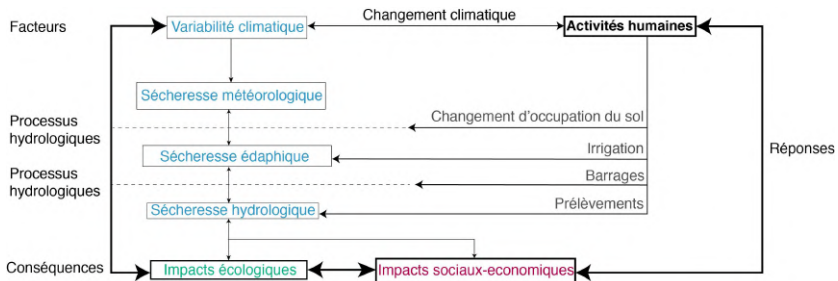 Facteurs
Variabilité climatique
Changement climatique
Activités humaines
Sécheresse météorologique
Processus
hydrologiques
Changement d'occupation du sol
Sécheresse édaphique
Irrigation
Réponses
Processus
hydrologiques
Barrages
Sécheresse hydrologique
Prélèvements
Conséquences
Impacts écologiques
Impacts sociaux-economiques